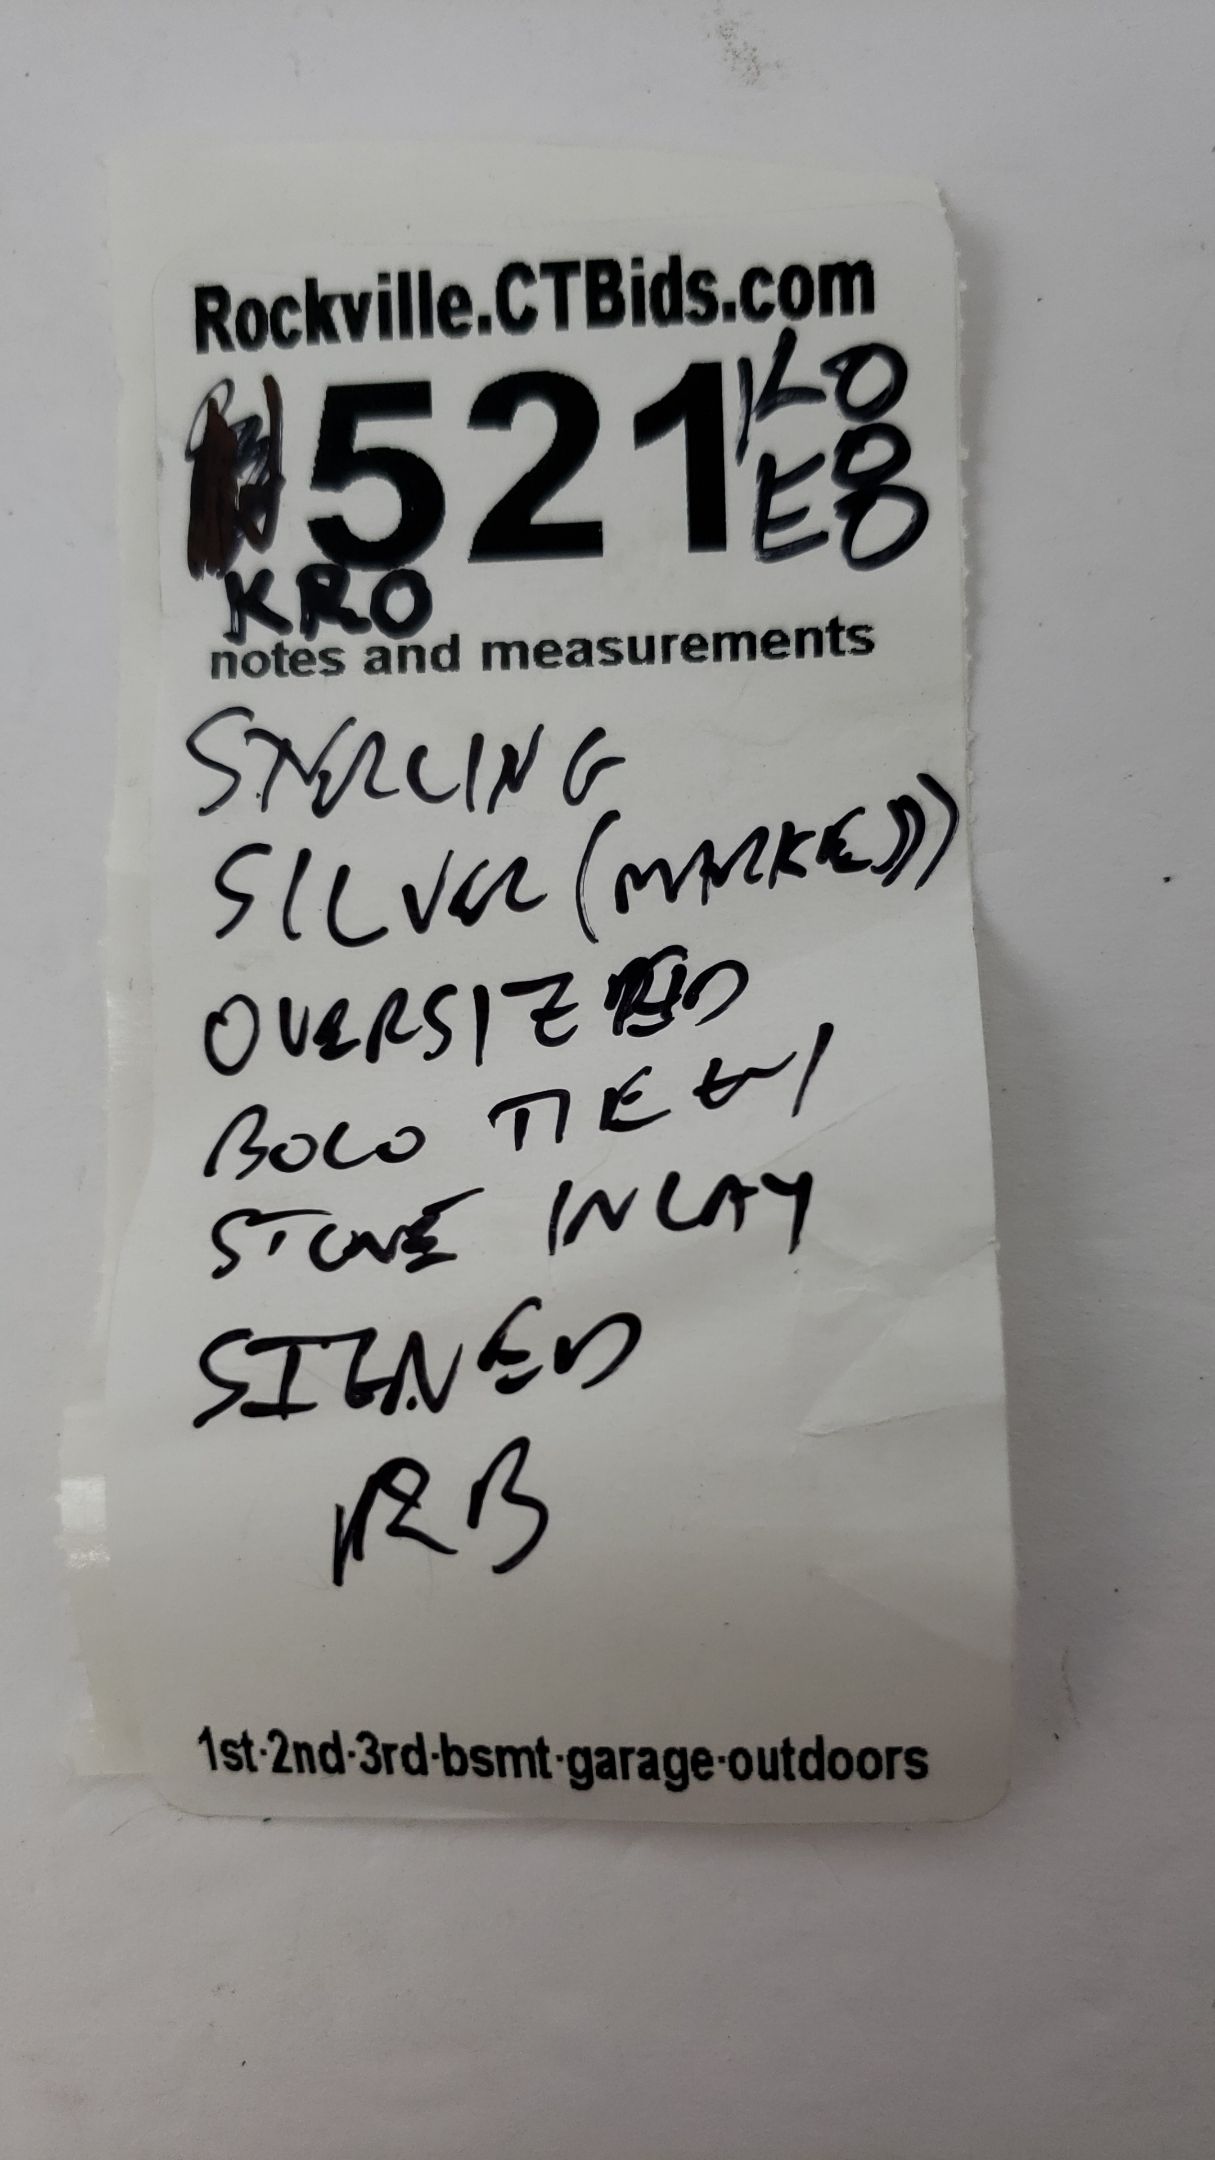 Rockville.CTBids.com
521
KRO
notes and measurements
STERLING
SILVER (MARKED)
OVERSIZED
BOLO TIE W/
STONE INLAY
SIGNED
RB
1st·2nd·3rd·bsmt·garage·outdoors